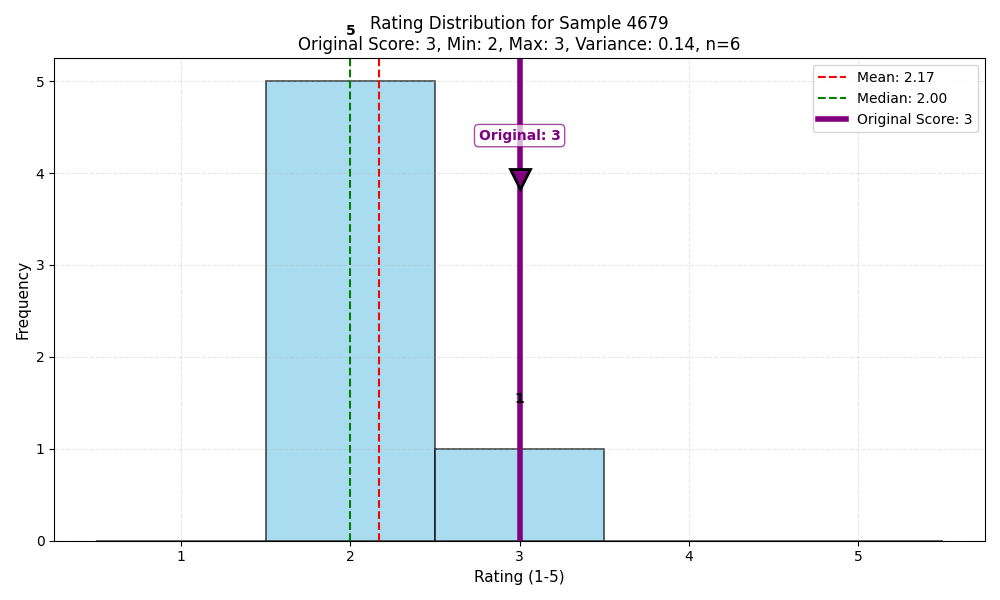 5
Rating Distribution for Sample 4679
Original Score: 3, Min: 2, Max: 3, Variance: 0.14, n=6
Mean: 2.17
Median: 2.00
Original Score: 3
Original: 3
1
Frequency
5
4
3
2
1
0
1 2 3 4 5
Rating (1-5)